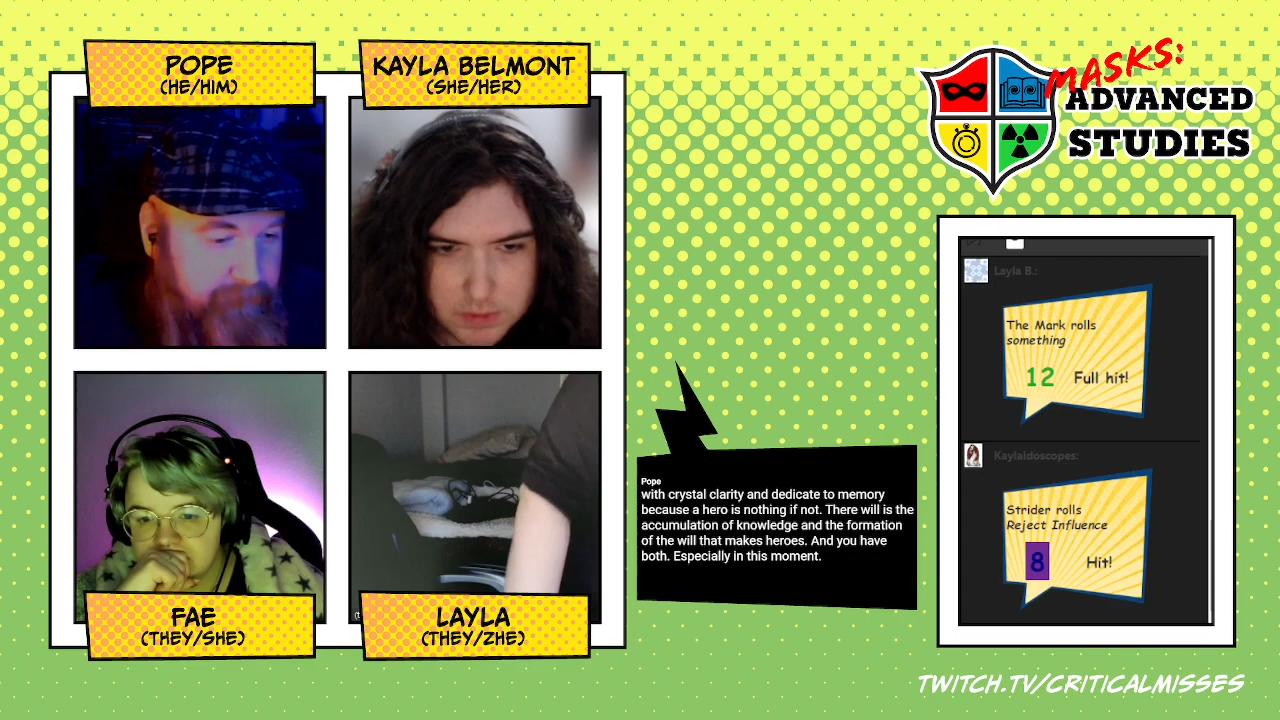 POPE
(HE/HIM)
KAYLA BELMONT
(SHE/HER)
FAE
(THEY/SHE)
LAYLA
(THEY/ZHE)
Pope
with crystal clarity and dedicate to memory
because a hero is nothing if not. There will is the
accumulation of knowledge and the formation
of the will that makes heroes. And you have
both. Especially in this moment.
MASKS:
ADVANCED
STUDIES
Layla B.:
The Mark rolls
something
12 Full hit!
Kaylaidoscopes:
Strider rolls
Reject Influence
8 Hit!
TWITCH.TV/CRITICALMISSES